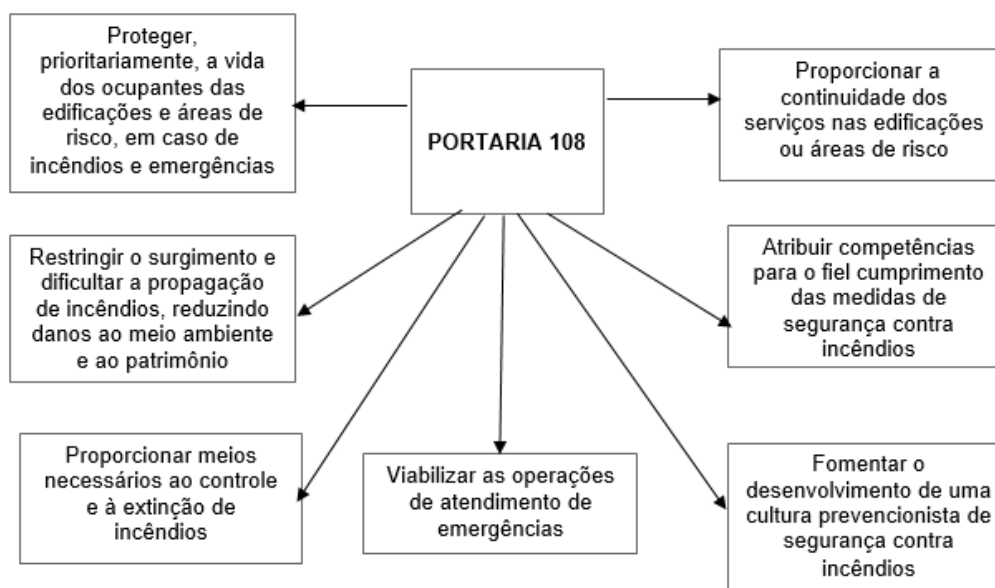 Proteger,
prioritariamente, a vida
dos ocupantes das
edificações e áreas de
risco, em caso de
incêndios e emergências
PORTARIA 108
Proporcionar a
continuidade dos
serviços nas edificações
ou áreas de risco
Restringir o surgimento e
dificultar a propagação
de incêndios, reduzindo
danos ao meio ambiente
e ao patrimônio
Atribuir competências
para o fiel cumprimento
das medidas de
segurança contra
incêndios
Proporcionar meios
necessários ao controle
e à extinção de
incêndios
Viabilizar as operações
de atendimento de
emergências
Fomentar o
desenvolvimento de uma
cultura prevencionista de
segurança contra
incêndios